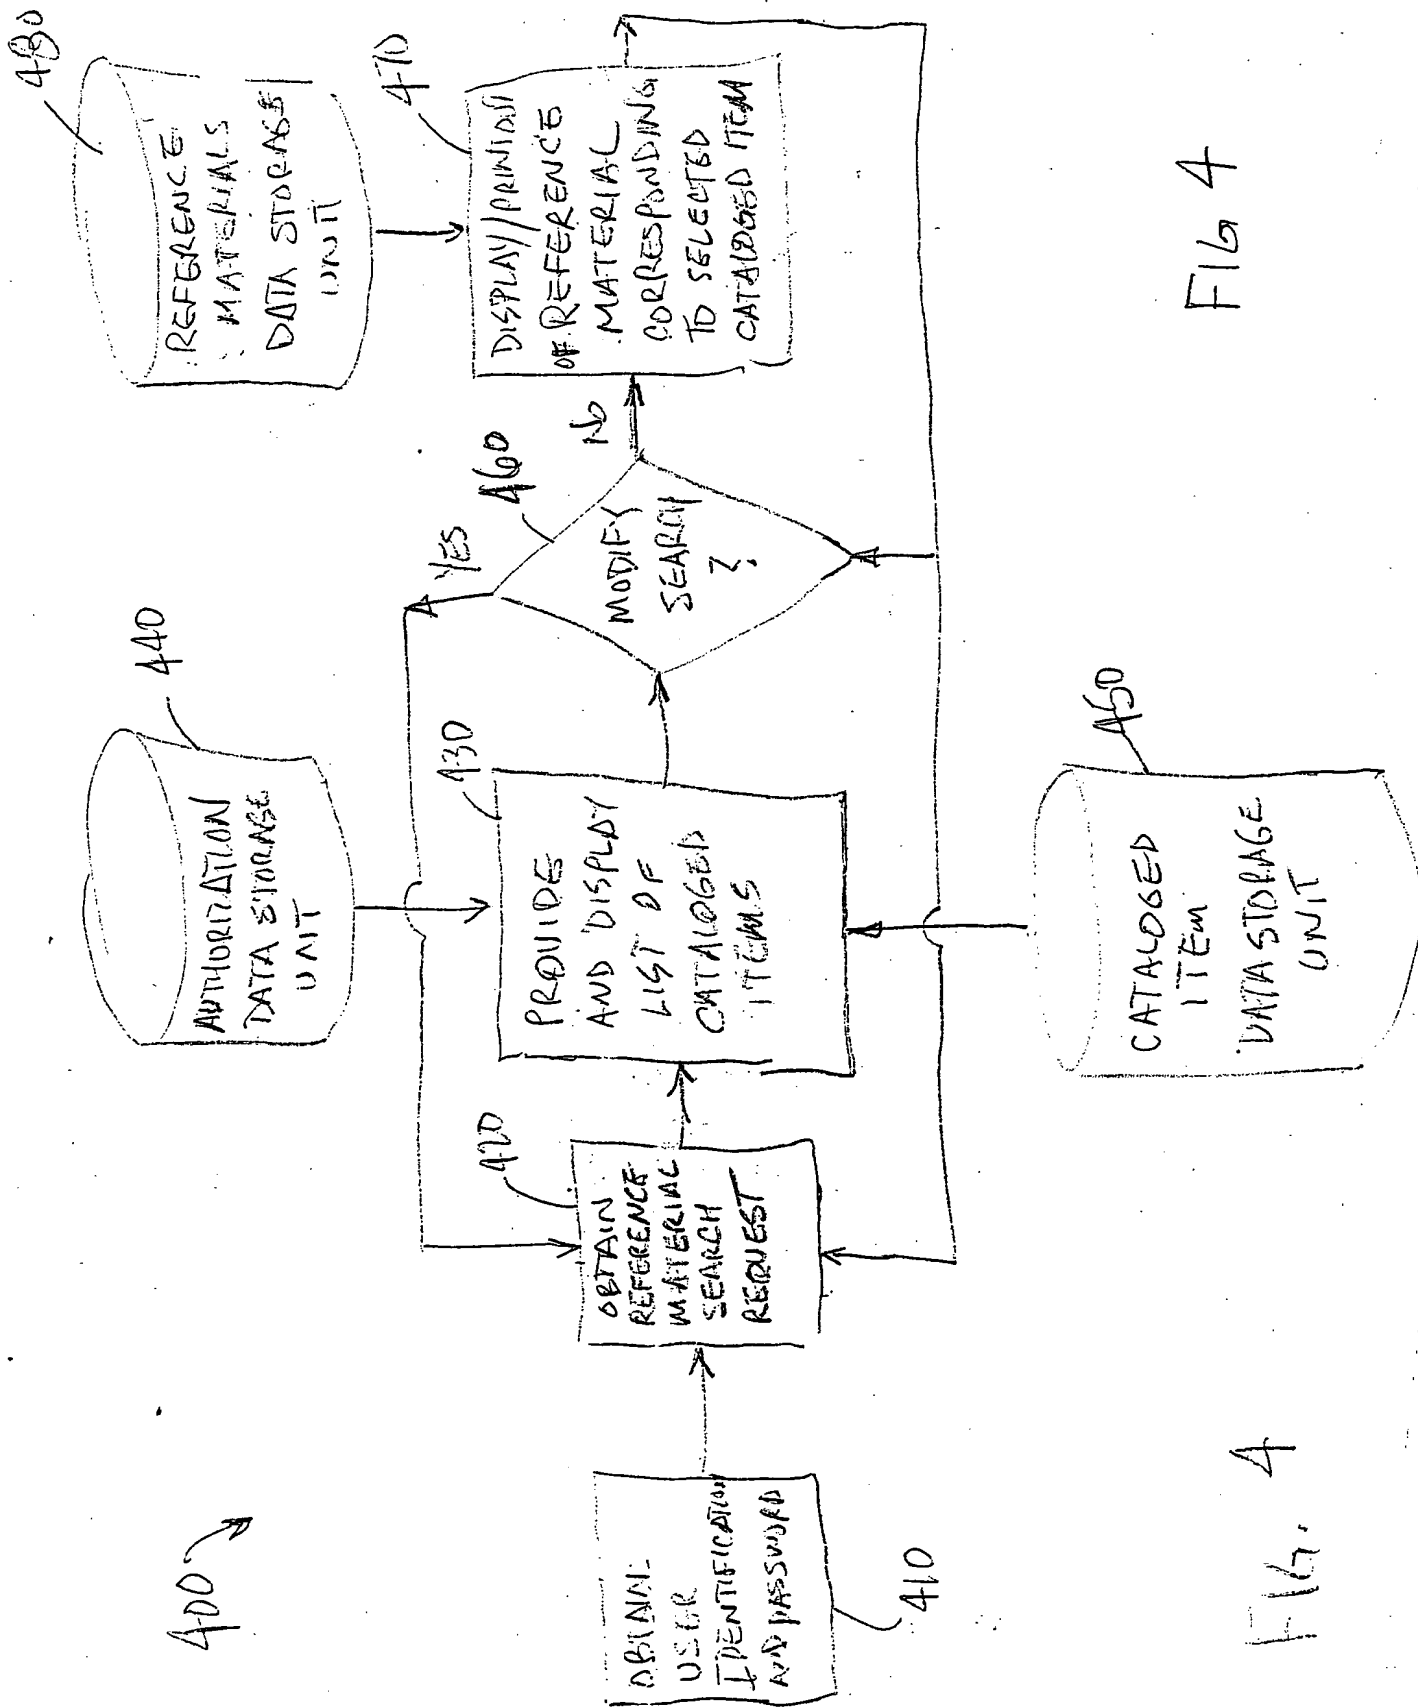 400
OBTAIN
USER
IDENTIFICATION
AND PASSWORD
410
OBTAIN
REFERENCE
MATERIAL
SEARCH
REQUEST
420
PROVIDE
AND DISPLAY
LIST OF
CATALOGED
ITEMS
430
AUTHORIZATION
DATA STORAGE
UNIT
440
CATALOGED
ITEM
DATA STORAGE
UNIT
450
MODIFY
SEARCH
?
460
YES
NO
DISPLAY/PRINTOUT
OF REFERENCE
MATERIAL
CORRESPONDING
TO SELECTED
CATALOGED ITEM
470
REFERENCE
MATERIALS
DATA STORAGE
UNIT
480
FIG. 4
FIG 4